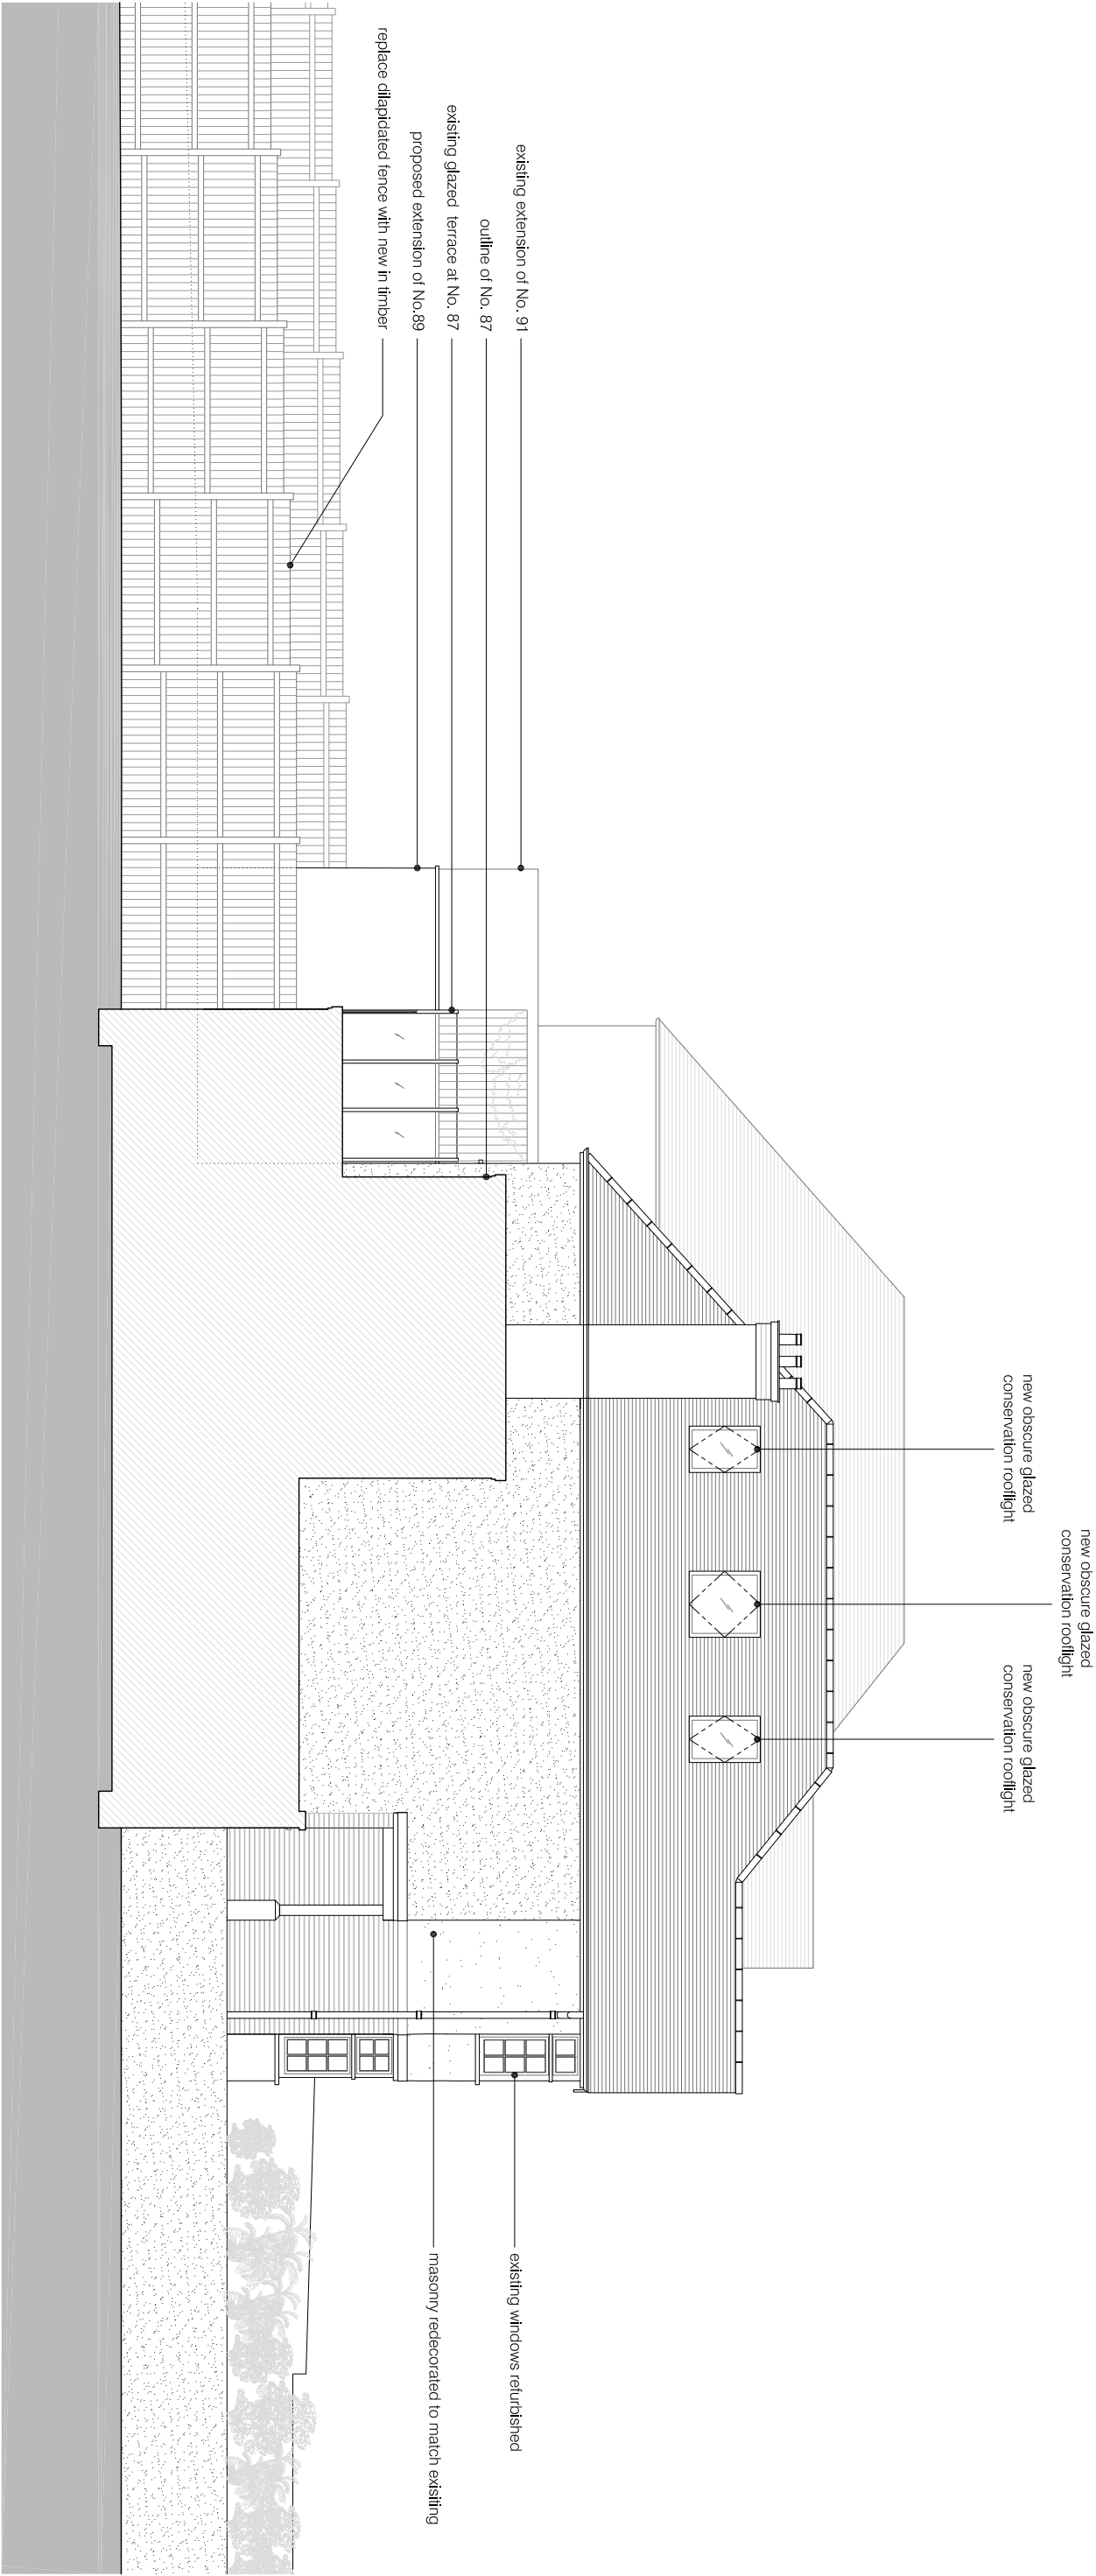 new obscure glazed
conservation rooflight
new obscure glazed
conservation rooflight
new obscure glazed
conservation rooflight
existing extension of No. 91
outline of No. 87
existing glazed terrace at No. 87
proposed extension of No.89
replace dilapidated fence with new in timber
existing windows refurbished
masonry redecorated to match exisiting